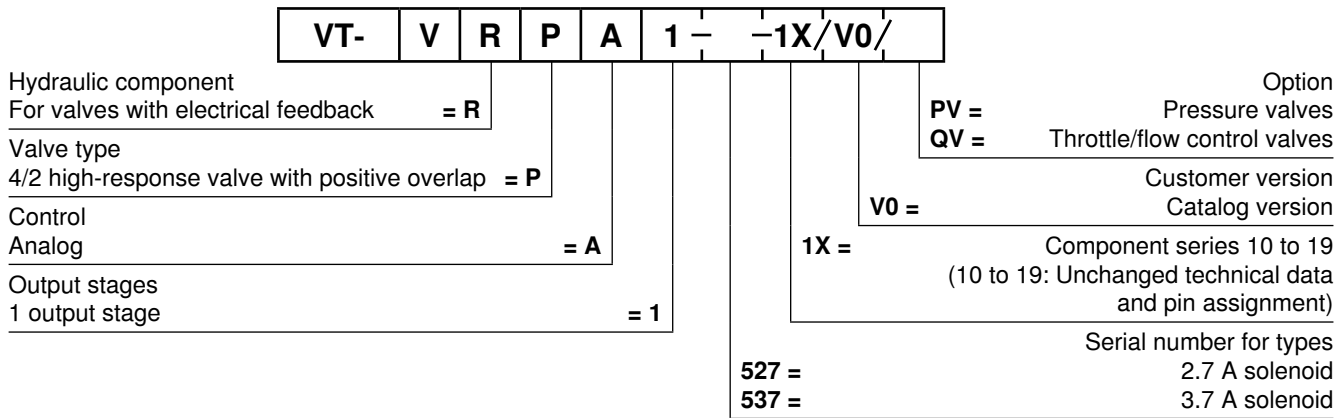 VT- V R P A 1 – –1X/V0/
Hydraulic component
For valves with electrical feedback = R
Valve type
4/2 high-response valve with positive overlap = P
Control
Analog = A
Output stages
1 output stage = 1
Option
PV = Pressure valves
QV = Throttle/flow control valves
Customer version
V0 = Catalog version
1X = Component series 10 to 19
(10 to 19: Unchanged technical data
and pin assignment)
Serial number for types
527 = 2.7 A solenoid
537 = 3.7 A solenoid